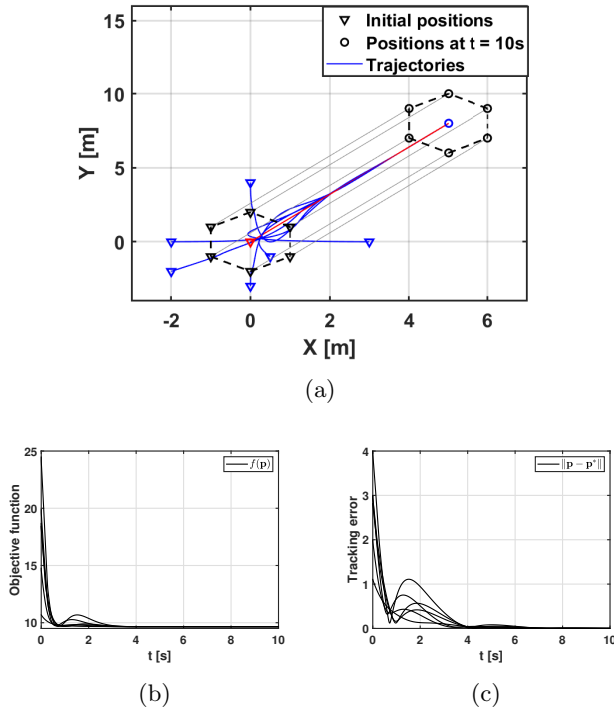 15
10
5
0
Y [m]
-2
0
2
4
6
X [m]
Initial positions
Positions at t = 10s
Trajectories
(a)
25
20
15
10
Objective function
f(p)
0
2
4
6
8
10
t [s]
(b)
4
3
2
1
0
Tracking error
‖p − p*‖
0
2
4
6
8
10
t [s]
(c)